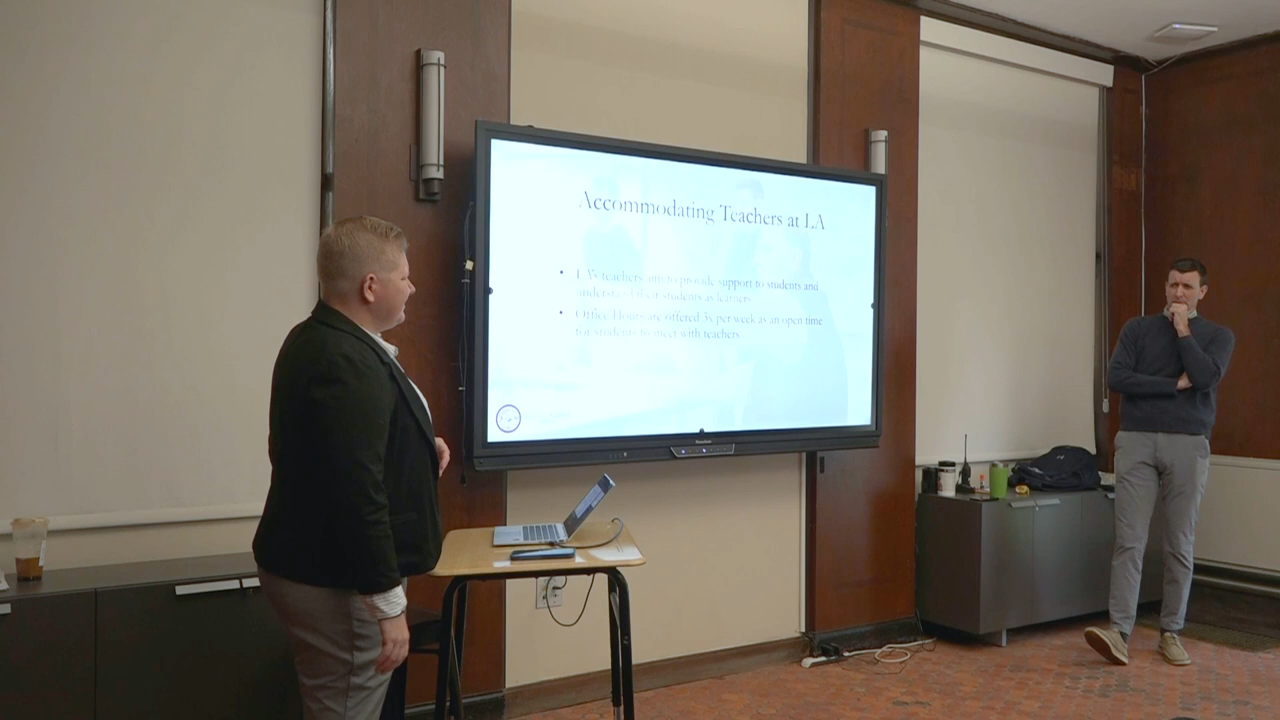 Accommodating Teachers at LA
• LA's teachers aim to provide support to students and
understand their students as learners
• Office Hours are offered 3x per week as an open time
for students to meet with teachers